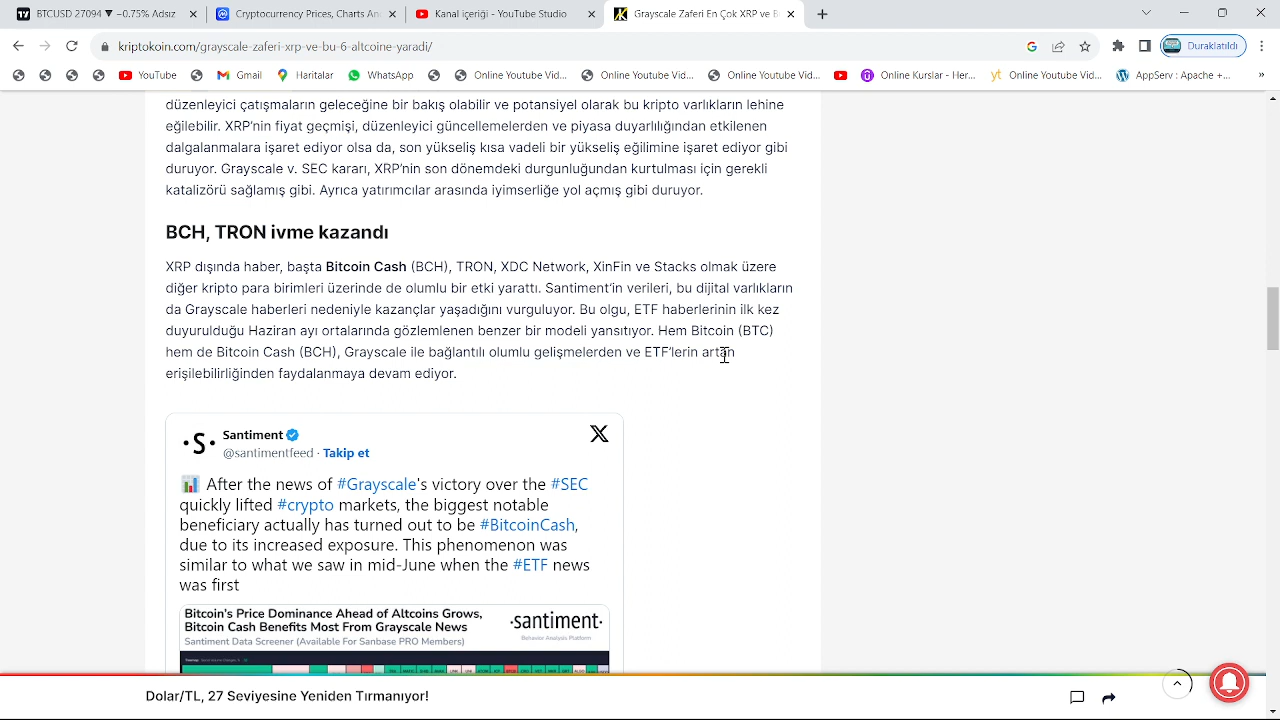 BTCUSD 27094 ▼ −0.75% Adsız
Cryptocurrency Prices, Charts An
Kanal içeriği - YouTube Studio
Grayscale Zaferi En Çok XRP ve B
kriptokoin.com/grayscale-zaferi-xrp-ve-bu-6-altcoine-yaradi/
Duraklatıldı
YouTube
Gmail
Haritalar
WhatsApp
Online Youtube Vid...
Online Youtube Vid...
Online Youtube Vid...
Online Kurslar - Her...
Online Youtube Vid...
AppServ : Apache +...
düzenleyici çatışmaların geleceğine bir bakış olabilir ve potansiyel olarak bu kripto varlıkların lehine
eğilebilir. XRP’nin fiyat geçmişi, düzenleyici güncellemelerden ve piyasa duyarlılığından etkilenen
dalgalanmalara işaret ediyor olsa da, son yükseliş kısa vadeli bir yükseliş eğilimine işaret ediyor gibi
duruyor. Grayscale v. SEC kararı, XRP’nin son dönemdeki durgunluğundan kurtulması için gerekli
katalizörü sağlamış gibi. Ayrıca yatırımcılar arasında iyimserliğe yol açmış gibi duruyor.
BCH, TRON ivme kazandı
XRP dışında haber, başta Bitcoin Cash (BCH), TRON, XDC Network, XinFin ve Stacks olmak üzere
diğer kripto para birimleri üzerinde de olumlu bir etki yarattı. Santiment’in verileri, bu dijital varlıkların
da Grayscale haberleri nedeniyle kazançlar yaşadığını vurguluyor. Bu olgu, ETF haberlerinin ilk kez
duyurulduğu Haziran ayı ortalarında gözlemlenen benzer bir modeli yansıtıyor. Hem Bitcoin (BTC)
hem de Bitcoin Cash (BCH), Grayscale ile bağlantılı olumlu gelişmelerden ve ETF’lerin artan
erişilebilirliğinden faydalanmaya devam ediyor.
·S·
Santiment
@santimentfeed · Takip et
After the news of #Grayscale's victory over the #SEC
quickly lifted #crypto markets, the biggest notable
beneficiary actually has turned out to be #BitcoinCash,
due to its increased exposure. This phenomenon was
similar to what we saw in mid-June when the #ETF news
was first
Bitcoin's Price Dominance Ahead of Altcoins Grows,
Bitcoin Cash Benefits Most From Grayscale News
Santiment Data Screener (Available For Sanbase PRO Members)
·santiment·
Behavior Analysis Platform
Dolar/TL, 27 Seviyesine Yeniden Tırmanıyor!